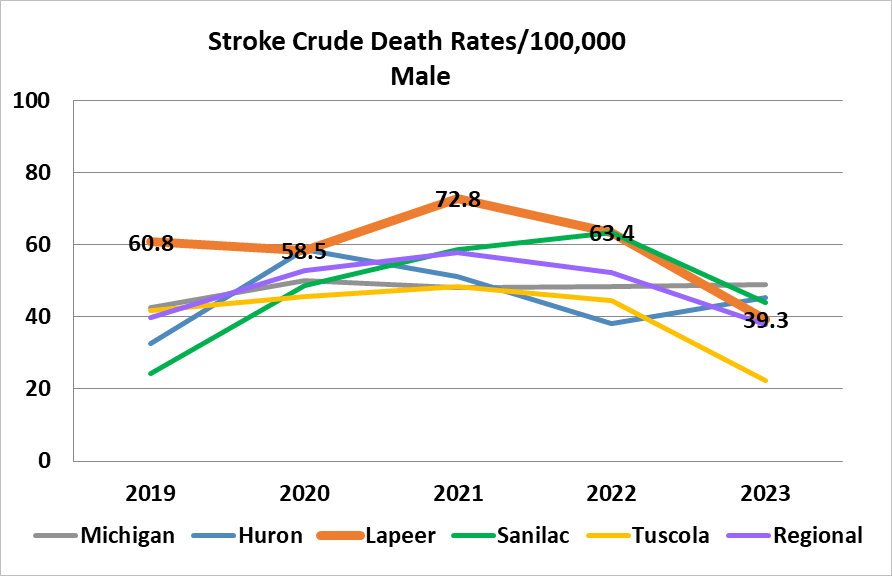 Stroke Crude Death Rates/100,000
Male
100
80
72.8
60.8
63.4
60
58.5
40
39.3
20
0
2019 2020 2021 2022 2023
Michigan Huron Lapeer Sanilac Tuscola Regional